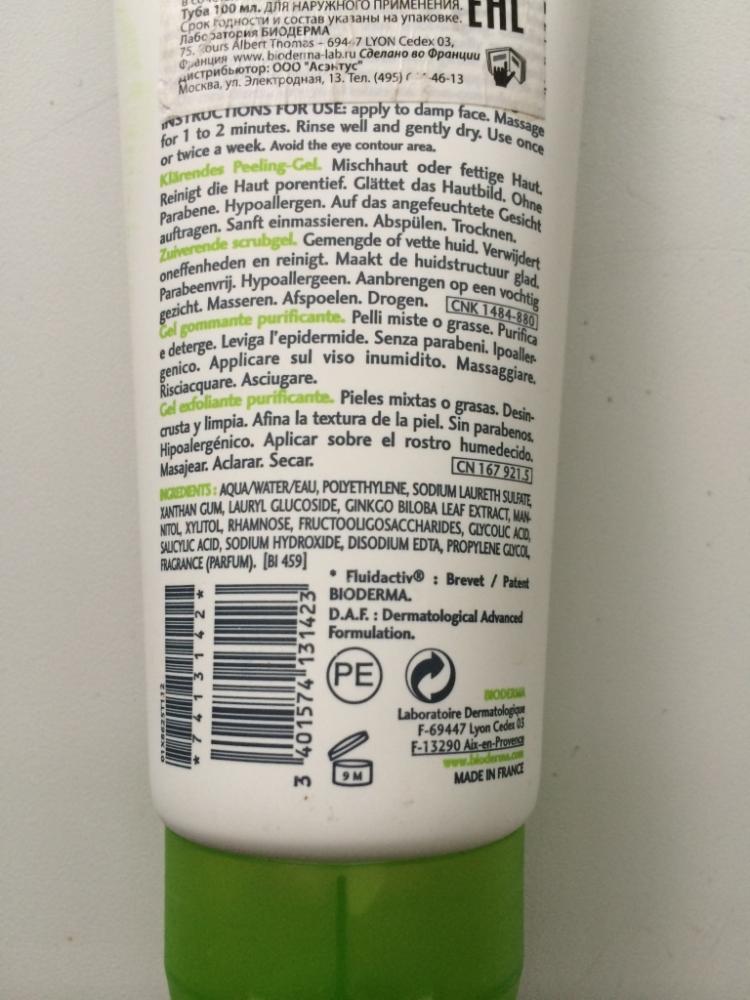 Туба 100 мл. ДЛЯ НАРУЖНОГО ПРИМЕНЕНИЯ.
EAC
Срок годности и состав указаны на упаковке.
Лаборатория БИОДЕРМА
75, Cours Albert Thomas - 69447 LYON Cedex 03,
Франция www. bioderma-lab.ru Сделано во Франции
дистрибьютор: ООО "Асэнтус"
Москва, ул. Электродная, 13. Тел. (495) 46-13
INSTRUCTIONS FOR USE: apply to damp face. Massage
for 1 to 2 minutes. Rinse well and gently dry. Use once
or twice a week. Avoid the eye contour area.
Klärendes Peeling-Gel. Mischhaut oder fettige Haut.
Reinigt die Haut porentief. Glättet das Hautbild. Ohne
Parabene. Hypoallergen. Auf das angefeuchtete Gesicht
auftragen. Sanft einmassieren. Abspülen. Trocknen.
Zuiverende scrubgel. Gemengde of vette huid. Verwijdert
oneffenheden en reinigt. Maakt de huidstructuur glad.
Parabeenvrij. Hypoallergeen. Aanbrengen op een vochtig
gezicht. Masseren. Afspoelen. Drogen. CNK 1484-880
Gel gommante purificante. Pelli miste o grasse. Purifica
e deterge. Leviga l'epidermide. Senza parabeni. Ipoaller-
genico. Applicare sul viso inumidito. Massaggiare.
Risciacquare. Asciugare.
Gel exfoliante purificante. Pieles mixtas o grasas. Desin-
crusta y limpia. Afina la textura de la piel. Sin parabenos.
Hipoalergénico. Aplicar sobre el rostro humedecido.
Masajear. Aclarar. Secar. CN 167 921.5
INGREDIENTS : AQUA/WATER/EAU, POLYETHYLENE, SODIUM LAURETH SULFATE,
XANTHAN GUM, LAURYL GLUCOSIDE, GINKGO BILOBA LEAF EXTRACT, MAN-
NITOL, XYLITOL, RHAMNOSE, FRUCTOOLIGOSACCHARIDES, GLYCOLIC ACID,
SALICYLIC ACID, SODIUM HYDROXIDE, DISODIUM EDTA, PROPYLENE GLYCOL,
FRAGRANCE (PARFUM). [BI 459]
* Fluidactiv® : Brevet / Patent
BIODERMA.
D.A.F. : Dermatological Advanced
Formulation.
* 7 4 1 3 1 4 2 *
3 401574 131423
PE
9 M
BIODERMA
Laboratoire Dermatologique
F-69447 Lyon Cedex 03
F-13290 Aix-en-Provence
www.bioderma.com
MADE IN FRANCE